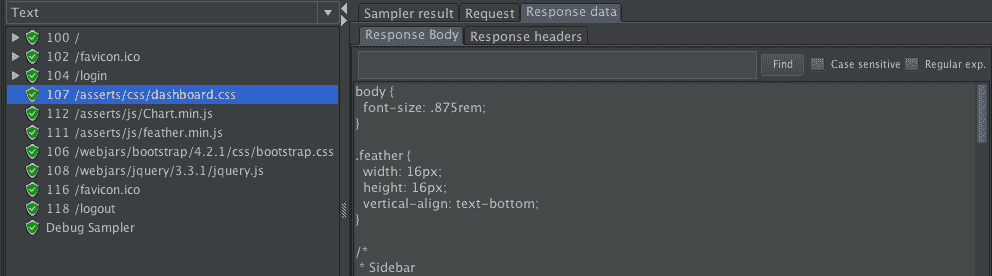 Text
100 /
102 /favicon.ico
104 /login
107 /asserts/css/dashboard.css
112 /asserts/js/Chart.min.js
111 /asserts/js/feather.min.js
106 /webjars/bootstrap/4.2.1/css/bootstrap.css
108 /webjars/jquery/3.3.1/jquery.js
116 /favicon.ico
118 /logout
Debug Sampler
Sampler result Request Response data
Response Body Response headers
Find Case sensitive Regular exp.
body {
  font-size: .875rem;
}

.feather {
  width: 16px;
  height: 16px;
  vertical-align: text-bottom;
}

/*
 * Sidebar